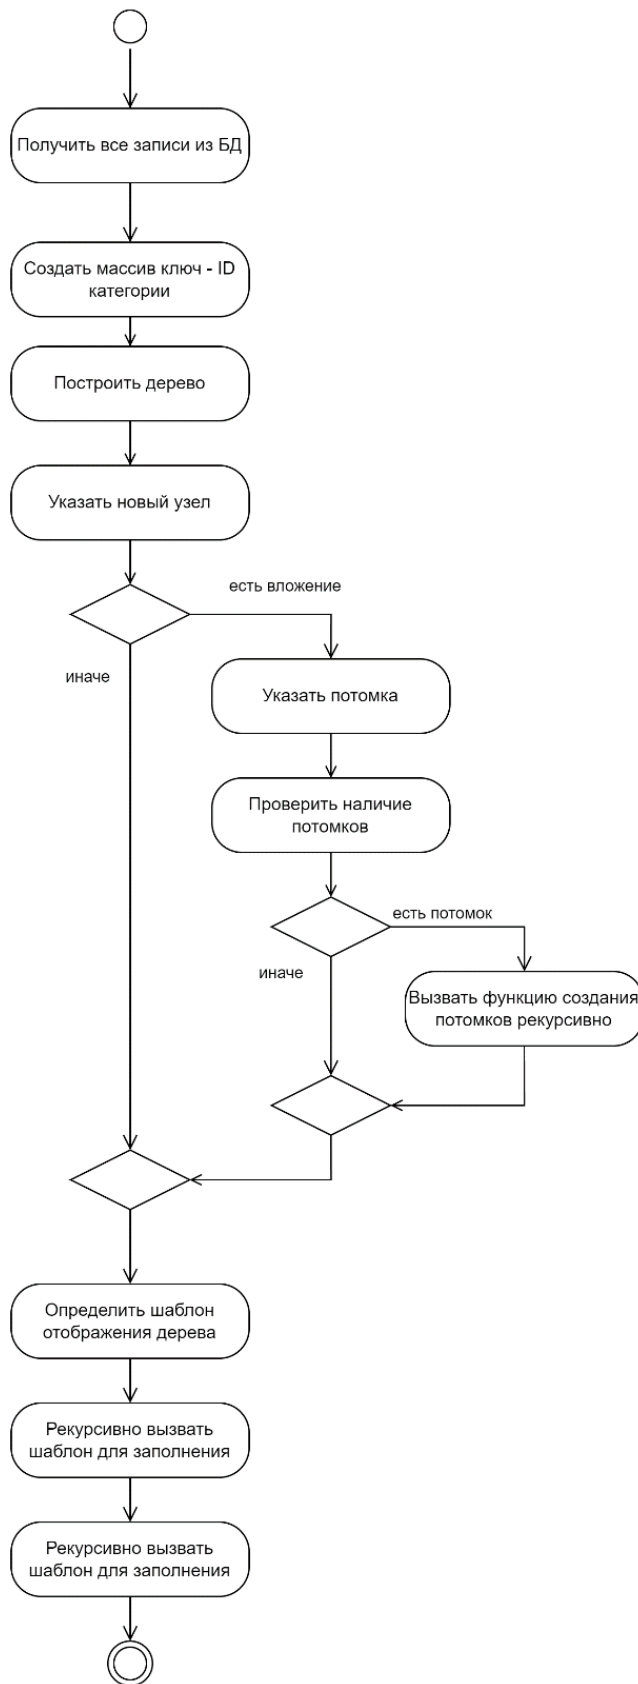 Получить все записи из БД
Создать массив ключ - ID
категории
Построить дерево
Указать новый узел
есть вложение
иначе
Указать потомка
Проверить наличие
потомков
есть потомок
иначе
Вызвать функцию создания
потомков рекурсивно
Определить шаблон
отображения дерева
Рекурсивно вызвать
шаблон для заполнения
Рекурсивно вызвать
шаблон для заполнения